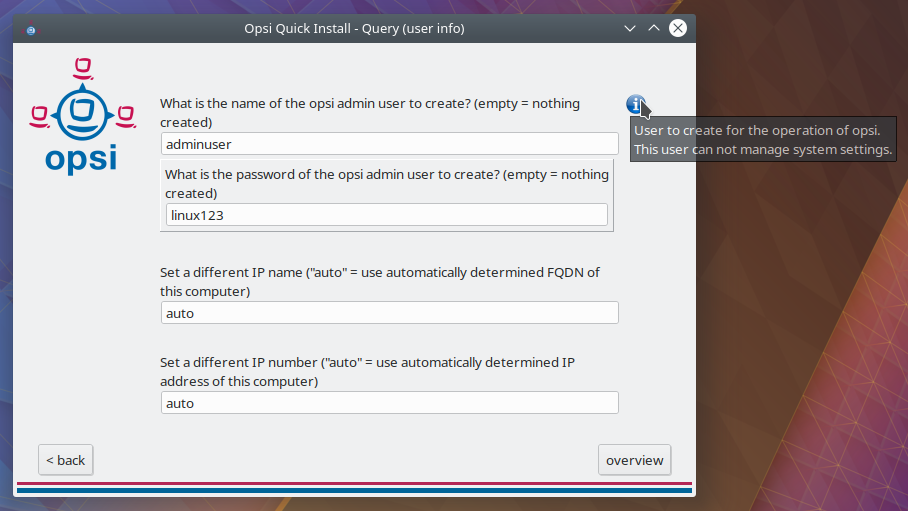 Opsi Quick Install - Query (user info)
What is the name of the opsi admin user to create? (empty = nothing
created)
User to create for the operation of opsi.
This user can not manage system settings.
adminuser
What is the password of the opsi admin user to create? (empty = nothing
created)
linux123
opsi
Set a different IP name ("auto" = use automatically determined FQDN of
this computer)
auto
Set a different IP number ("auto" = use automatically determined IP
address of this computer)
auto
< back
overview